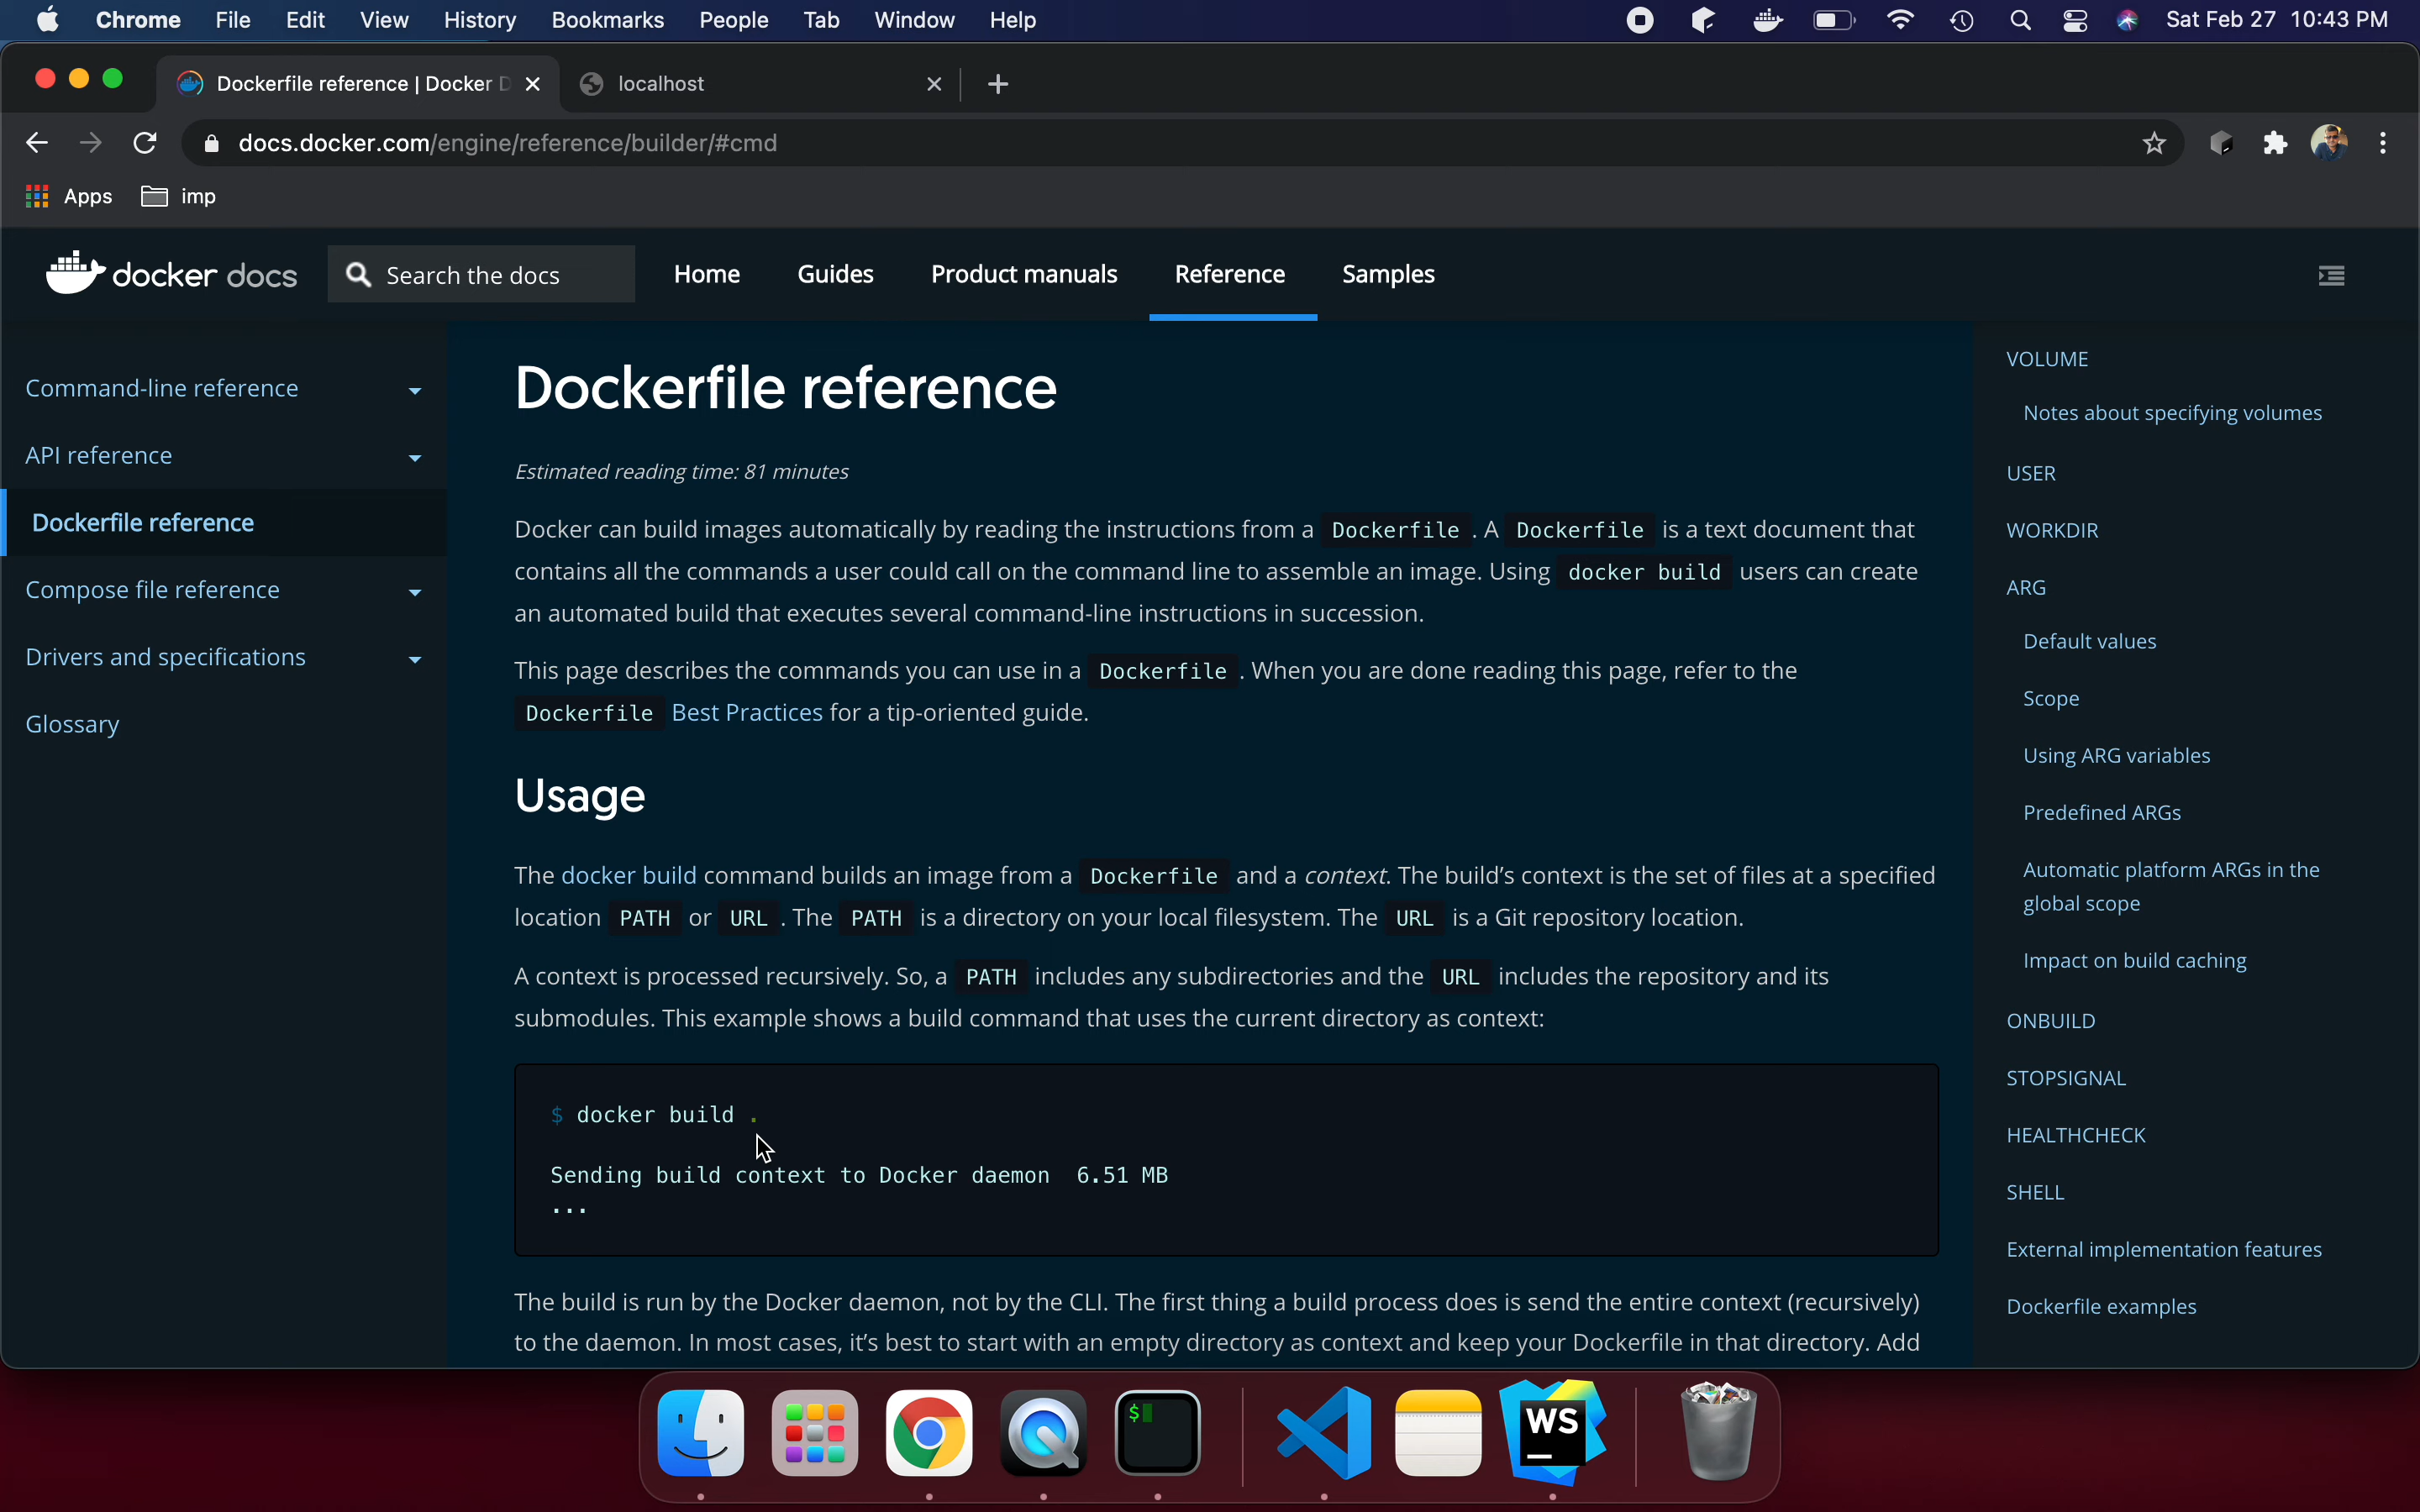 Chrome File Edit View History Bookmarks People Tab Window Help Sat Feb 27 10:43 PM
Dockerfile reference | Docker D localhost
docs.docker.com/engine/reference/builder/#cmd
Apps imp
docker docs Search the docs Home Guides Product manuals Reference Samples
Command-line reference
API reference
Dockerfile reference
Compose file reference
Drivers and specifications
Glossary
Dockerfile reference
Estimated reading time: 81 minutes
Docker can build images automatically by reading the instructions from a Dockerfile . A Dockerfile is a text document that
contains all the commands a user could call on the command line to assemble an image. Using docker build users can create
an automated build that executes several command-line instructions in succession.
This page describes the commands you can use in a Dockerfile . When you are done reading this page, refer to the
Dockerfile Best Practices for a tip-oriented guide.
Usage
The docker build command builds an image from a Dockerfile and a context. The build’s context is the set of files at a specified
location PATH or URL . The PATH is a directory on your local filesystem. The URL is a Git repository location.
A context is processed recursively. So, a PATH includes any subdirectories and the URL includes the repository and its
submodules. This example shows a build command that uses the current directory as context:
$ docker build .
Sending build context to Docker daemon 6.51 MB
...
The build is run by the Docker daemon, not by the CLI. The first thing a build process does is send the entire context (recursively)
to the daemon. In most cases, it’s best to start with an empty directory as context and keep your Dockerfile in that directory. Add
VOLUME
Notes about specifying volumes
USER
WORKDIR
ARG
Default values
Scope
Using ARG variables
Predefined ARGs
Automatic platform ARGs in the
global scope
Impact on build caching
ONBUILD
STOPSIGNAL
HEALTHCHECK
SHELL
External implementation features
Dockerfile examples
$
WS